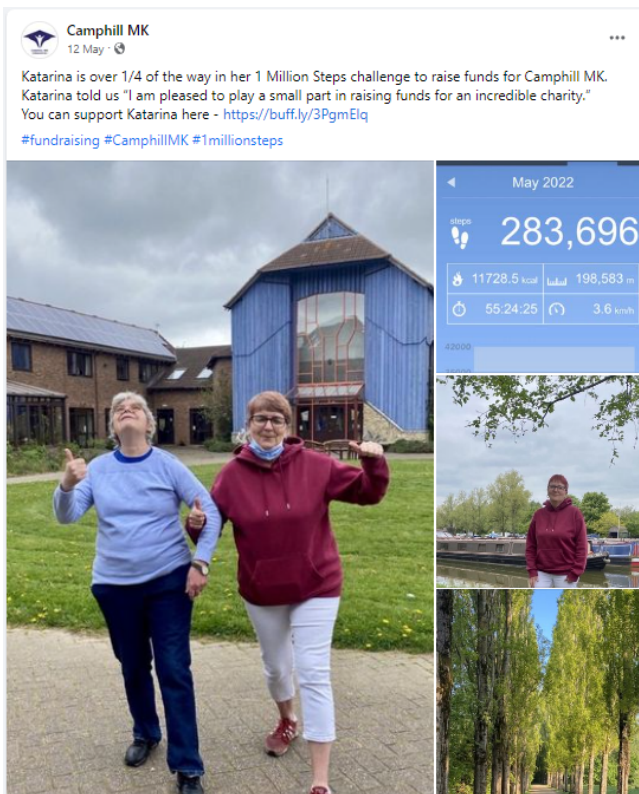 Camphill MK
12 May ·
Katarina is over 1/4 of the way in her 1 Million Steps challenge to raise funds for Camphill MK.
Katarina told us “I am pleased to play a small part in raising funds for an incredible charity.”
You can support Katarina here - https://buff.ly/3PgmElq
#fundraising #CamphillMK #1millionsteps
May 2022
steps
283,696
11728.5 kcal 198,583 m
55:24:25 3.6 km/h
42000